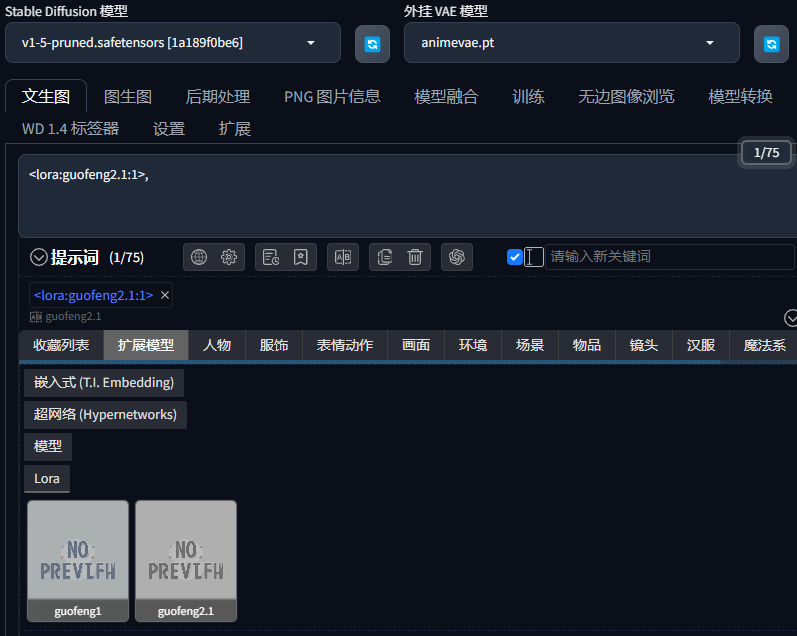 Stable Diffusion 模型 外挂 VAE 模型
v1-5-pruned.safetensors [1a189f0be6] animevae.pt
文生图 图生图 后期处理 PNG 图片信息 模型融合 训练 无边图像浏览 模型转换
WD 1.4 标签器 设置 扩展
1/75
<lora:guofeng2.1:1>,
提示词 (1/75) 请输入新关键词
<lora:guofeng2.1:1> ×
guofeng2.1
收藏列表 扩展模型 人物 服饰 表情动作 画面 环境 场景 物品 镜头 汉服 魔法系
嵌入式 (T.I. Embedding)
超网络 (Hypernetworks)
模型
Lora
NO NO
guofeng1 guofeng2.1